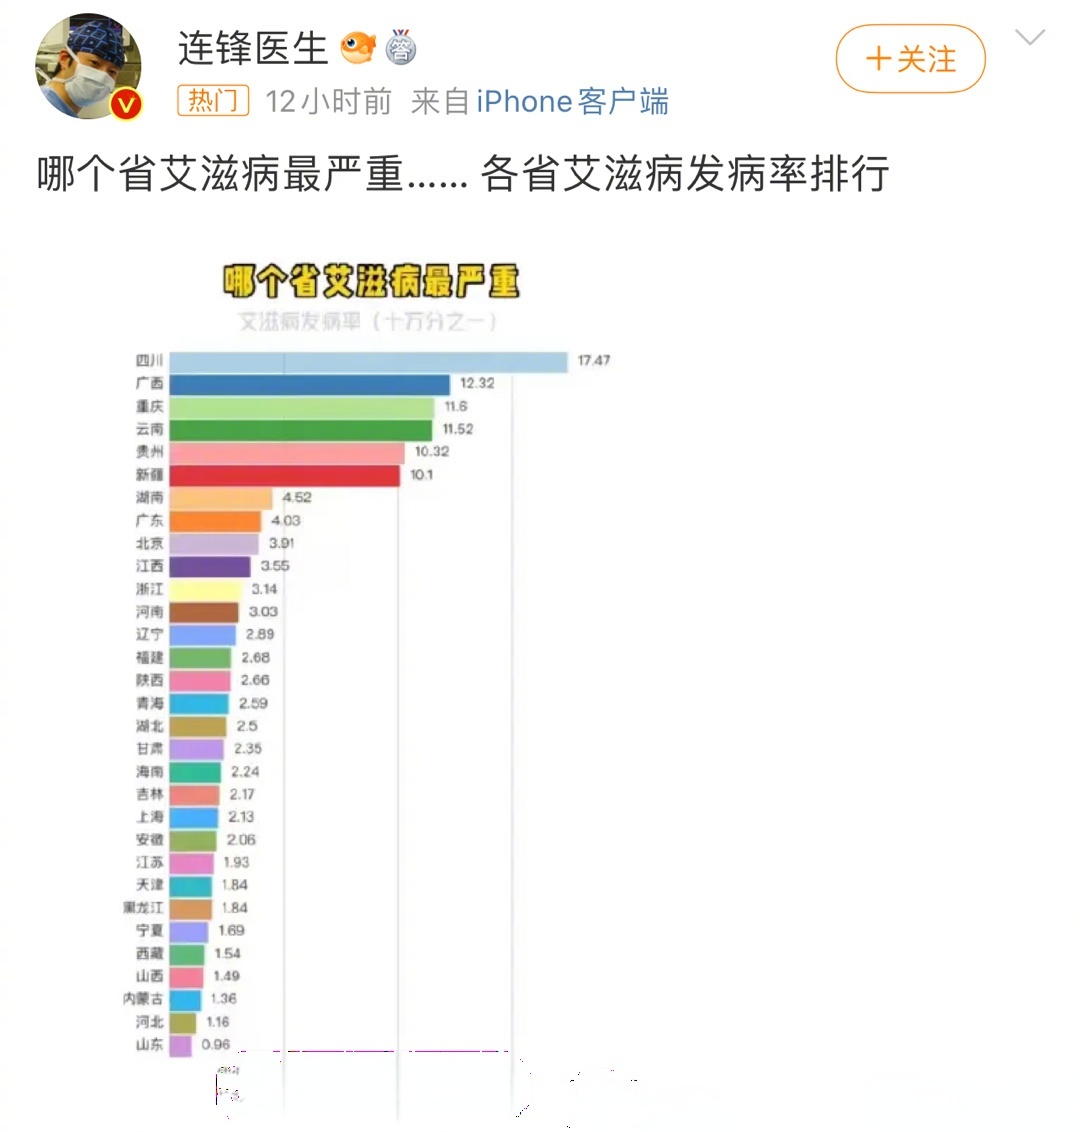 连锋医生
答
+关注
热门 12小时前 来自 iPhone客户端
哪个省艾滋病最严重...... 各省艾滋病发病率排行
哪个省艾滋病最严重
艾滋病发病率（十万分之一）
四川 17.47
广西 12.32
重庆 11.6
云南 11.52
贵州 10.32
新疆 10.1
湖南 4.52
广东 4.03
北京 3.91
江西 3.55
浙江 3.14
河南 3.03
辽宁 2.89
福建 2.68
陕西 2.66
青海 2.59
湖北 2.5
甘肃 2.35
海南 2.24
吉林 2.17
上海 2.13
安徽 2.06
江苏 1.93
天津 1.84
黑龙江 1.84
宁夏 1.69
西藏 1.54
山西 1.49
内蒙古 1.36
河北 1.16
山东 0.96